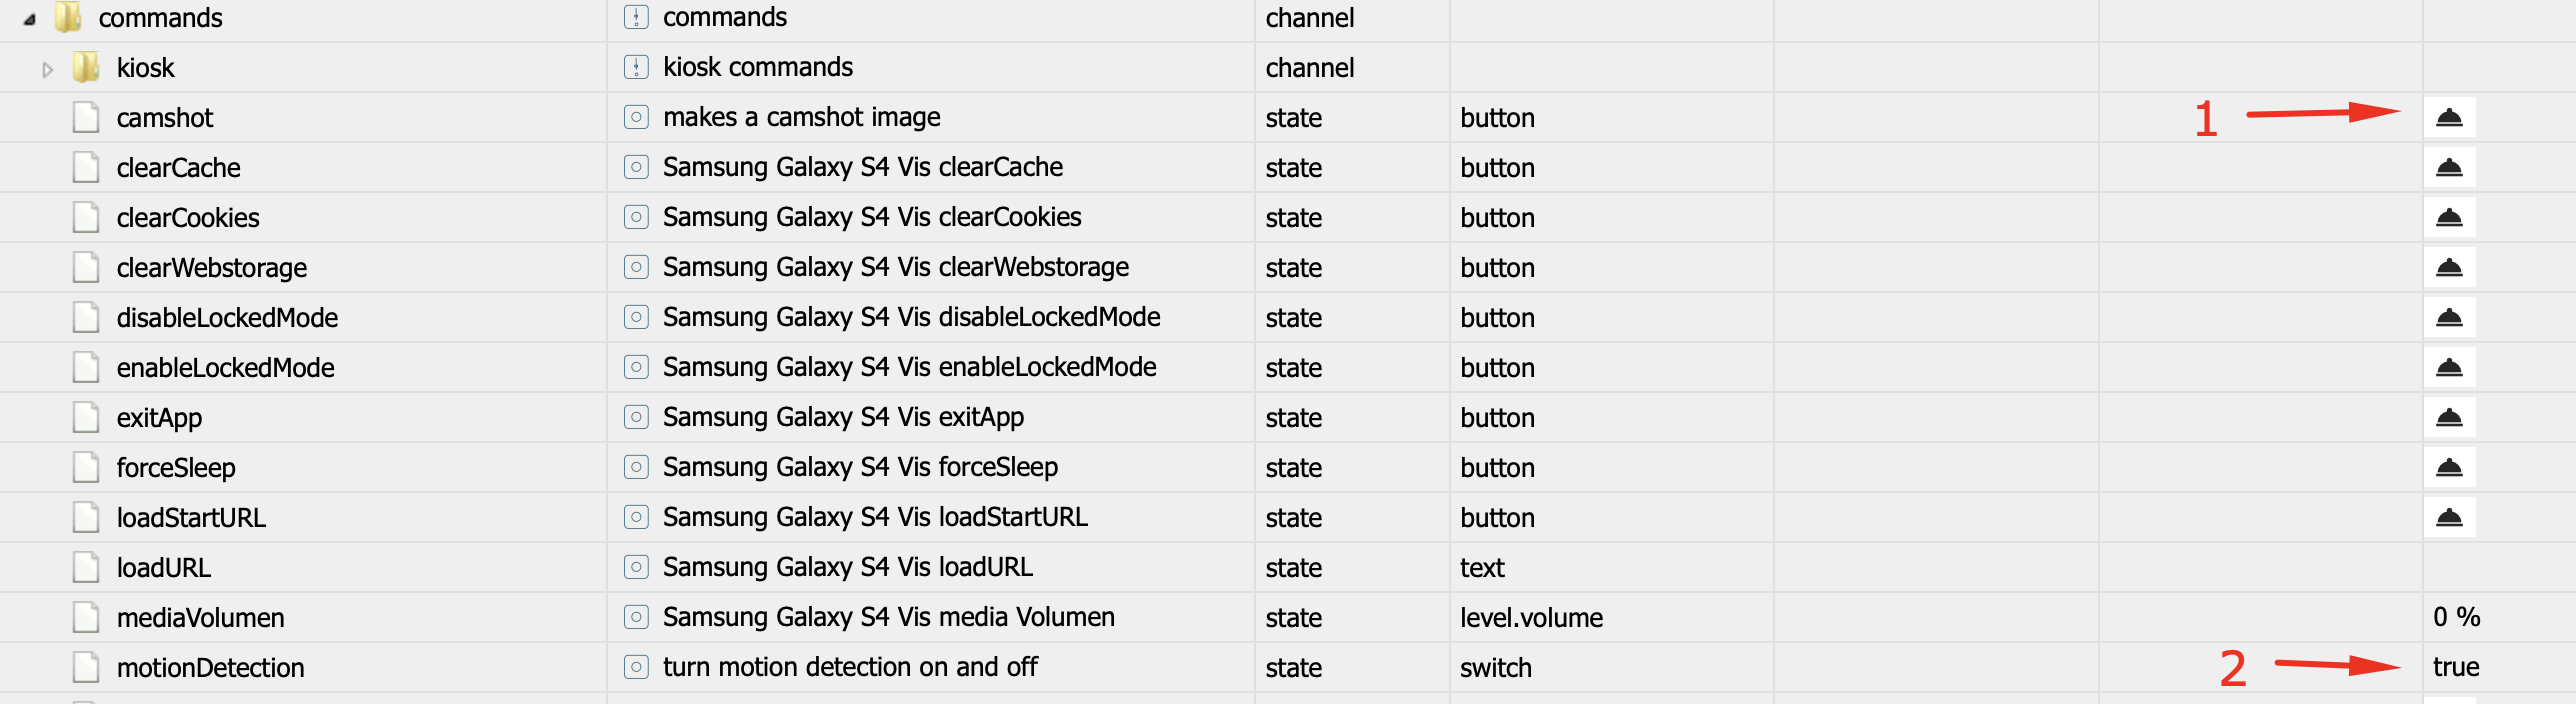 commands commands channel
kiosk kiosk commands channel
camshot makes a camshot image state button 1
clearCache Samsung Galaxy S4 Vis clearCache state button
clearCookies Samsung Galaxy S4 Vis clearCookies state button
clearWebstorage Samsung Galaxy S4 Vis clearWebstorage state button
disableLockedMode Samsung Galaxy S4 Vis disableLockedMode state button
enableLockedMode Samsung Galaxy S4 Vis enableLockedMode state button
exitApp Samsung Galaxy S4 Vis exitApp state button
forceSleep Samsung Galaxy S4 Vis forceSleep state button
loadStartURL Samsung Galaxy S4 Vis loadStartURL state button
loadURL Samsung Galaxy S4 Vis loadURL state text
mediaVolumen Samsung Galaxy S4 Vis media Volumen state level.volume 0 %
motionDetection turn motion detection on and off state switch 2 true